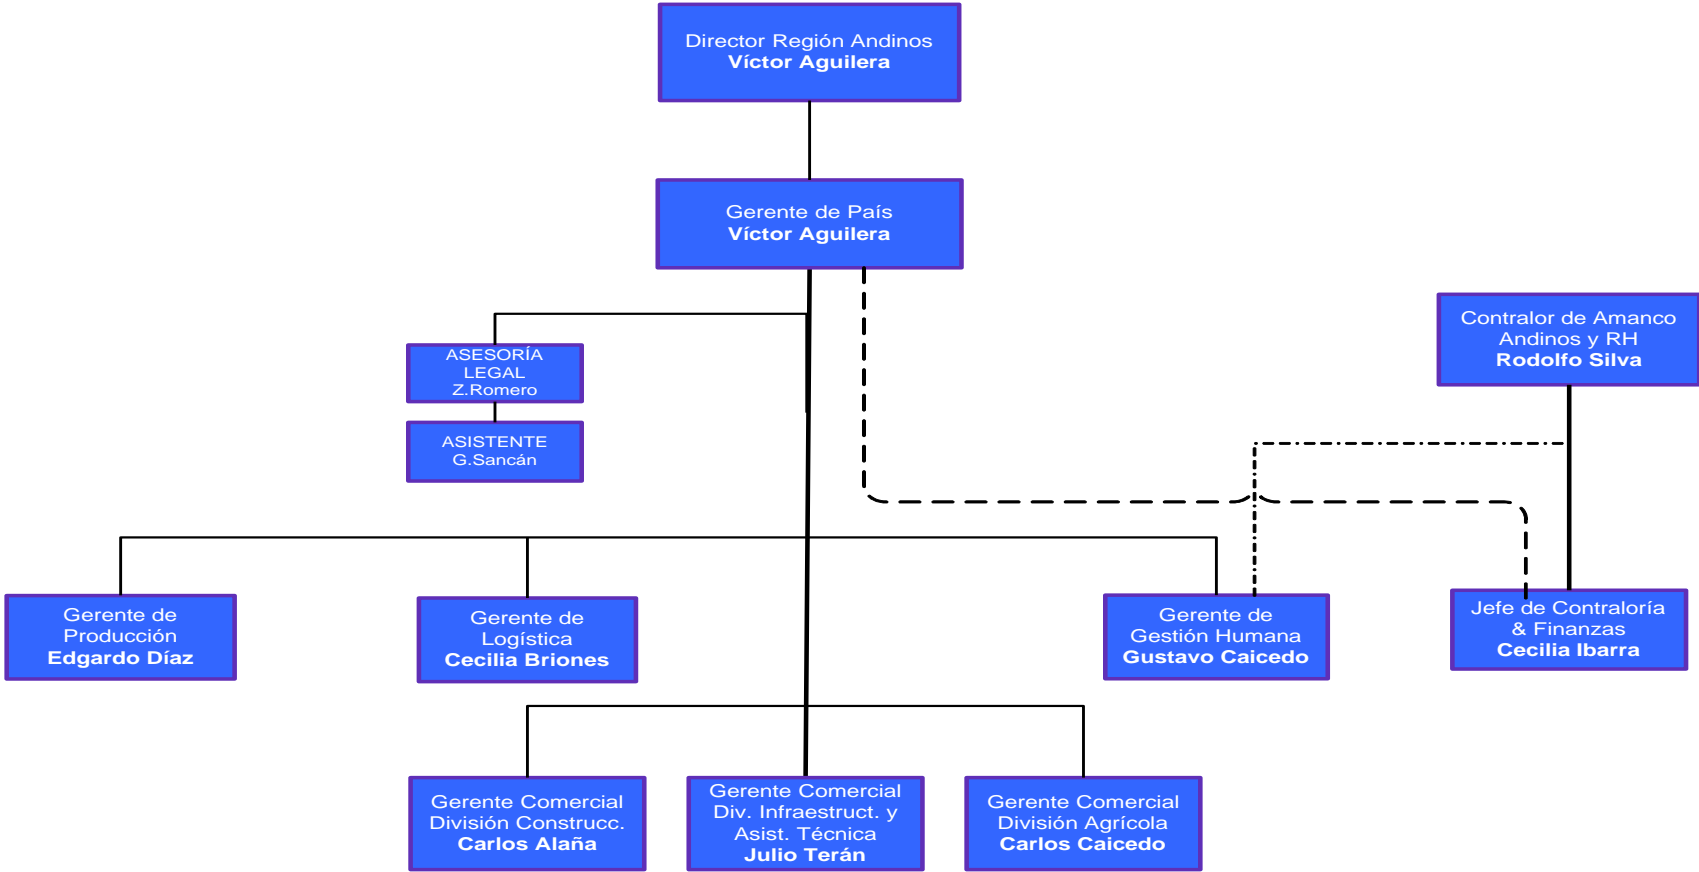 Director Región Andinos
Víctor Aguilera
Gerente de País
Víctor Aguilera
Contralor de Amanco
Andinos y RH
Rodolfo Silva
ASESORÍA
LEGAL
Z.Romero
ASISTENTE
G.Sancán
Gerente de
Producción
Edgardo Díaz
Gerente de
Logística
Cecilia Briones
Gerente de
Gestión Humana
Gustavo Caicedo
Jefe de Contraloría
& Finanzas
Cecilia Ibarra
Gerente Comercial
División Construcc.
Carlos Alaña
Gerente Comercial
Div. Infraestruct. y
Asist. Técnica
Julio Terán
Gerente Comercial
División Agrícola
Carlos Caicedo